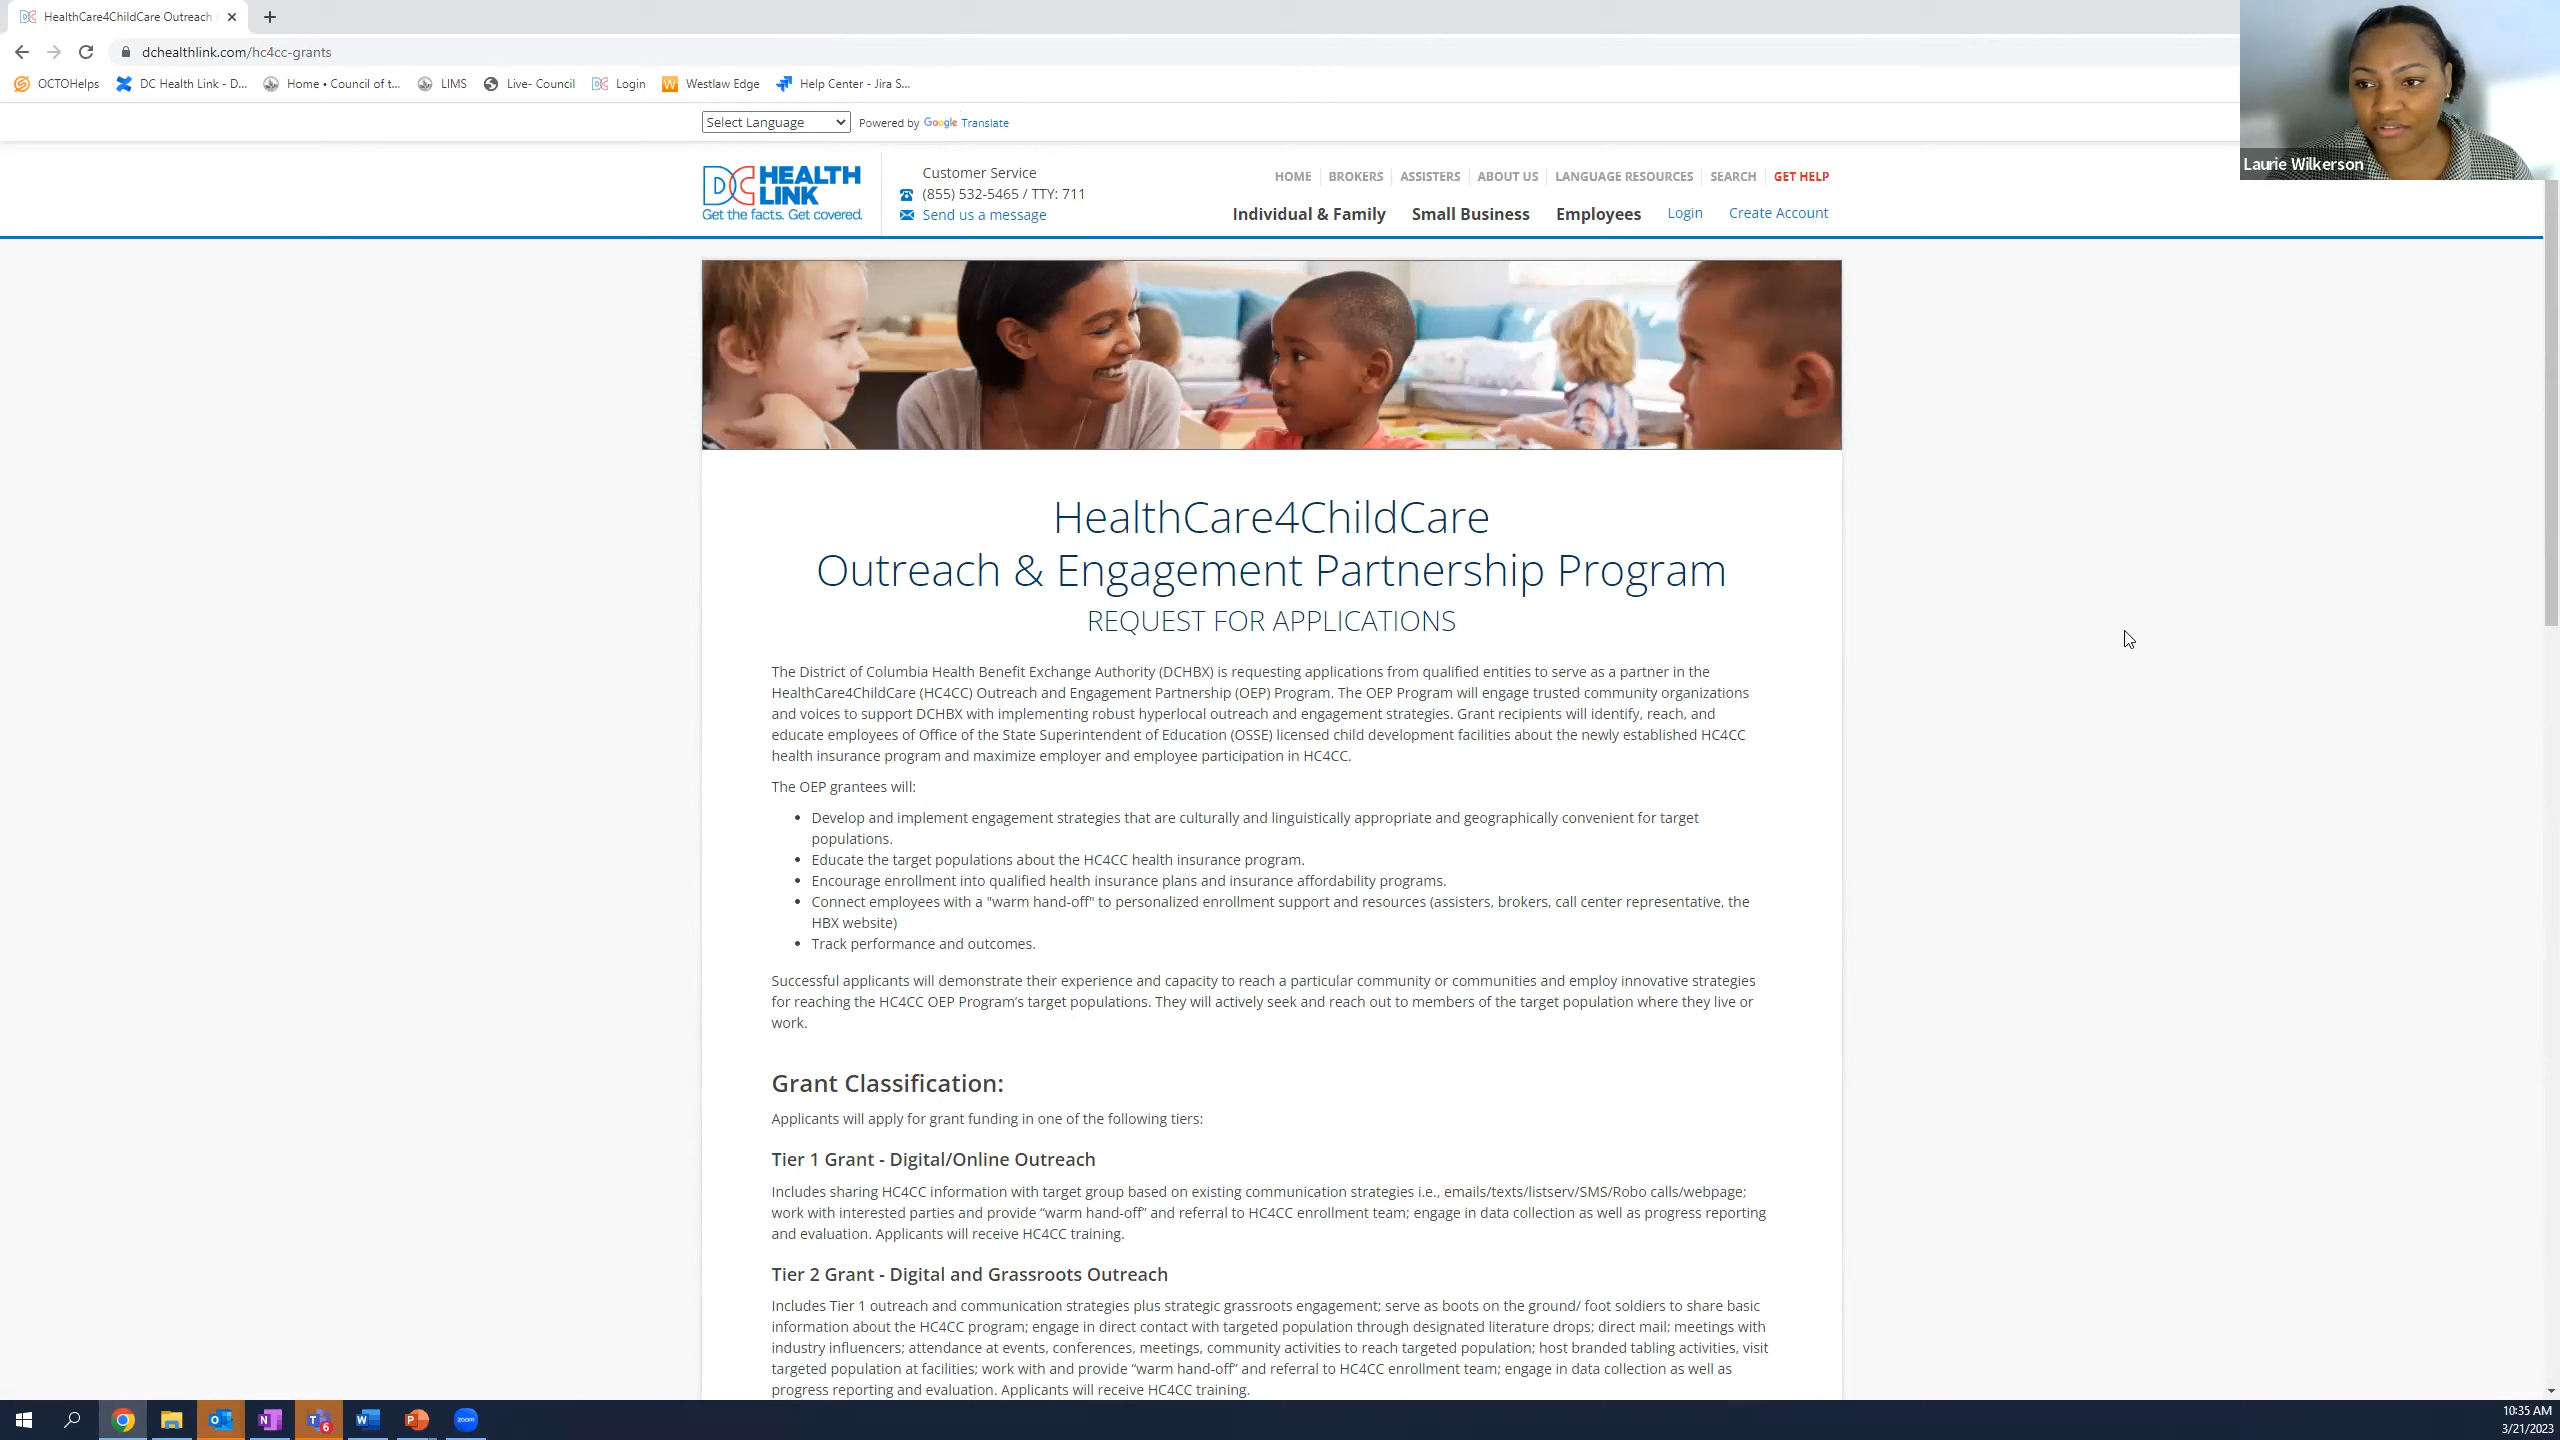 HealthCare4ChildCare Outreach
dchealthlink.com/hc4cc-grants
OCTOHelps
DC Health Link - D...
Home • Council of t...
LIMS
Live- Council
Login
Westlaw Edge
Help Center - Jira S...
Select Language
Powered by Google Translate
Laurie Wilkerson
DC HEALTH LINK
Get the facts. Get covered.
Customer Service
(855) 532-5465 / TTY: 711
Send us a message
HOME BROKERS ASSISTERS ABOUT US LANGUAGE RESOURCES SEARCH GET HELP
Individual & Family Small Business Employees Login Create Account
HealthCare4ChildCare
Outreach & Engagement Partnership Program
REQUEST FOR APPLICATIONS
The District of Columbia Health Benefit Exchange Authority (DCHBX) is requesting applications from qualified entities to serve as a partner in the
HealthCare4ChildCare (HC4CC) Outreach and Engagement Partnership (OEP) Program. The OEP Program will engage trusted community organizations
and voices to support DCHBX with implementing robust hyperlocal outreach and engagement strategies. Grant recipients will identify, reach, and
educate employees of Office of the State Superintendent of Education (OSSE) licensed child development facilities about the newly established HC4CC
health insurance program and maximize employer and employee participation in HC4CC.
The OEP grantees will:
• Develop and implement engagement strategies that are culturally and linguistically appropriate and geographically convenient for target
populations.
• Educate the target populations about the HC4CC health insurance program.
• Encourage enrollment into qualified health insurance plans and insurance affordability programs.
• Connect employees with a "warm hand-off" to personalized enrollment support and resources (assisters, brokers, call center representative, the
HBX website)
• Track performance and outcomes.
Successful applicants will demonstrate their experience and capacity to reach a particular community or communities and employ innovative strategies
for reaching the HC4CC OEP Program’s target populations. They will actively seek and reach out to members of the target population where they live or
work.
Grant Classification:
Applicants will apply for grant funding in one of the following tiers:
Tier 1 Grant - Digital/Online Outreach
Includes sharing HC4CC information with target group based on existing communication strategies i.e., emails/texts/listserv/SMS/Robo calls/webpage;
work with interested parties and provide “warm hand-off” and referral to HC4CC enrollment team; engage in data collection as well as progress reporting
and evaluation. Applicants will receive HC4CC training.
Tier 2 Grant - Digital and Grassroots Outreach
Includes Tier 1 outreach and communication strategies plus strategic grassroots engagement; serve as boots on the ground/ foot soldiers to share basic
information about the HC4CC program; engage in direct contact with targeted population through designated literature drops; direct mail; meetings with
industry influencers; attendance at events, conferences, meetings, community activities to reach targeted population; host branded tabling activities, visit
targeted population at facilities; work with and provide “warm hand-off” and referral to HC4CC enrollment team; engage in data collection as well as
progress reporting and evaluation. Applicants will receive HC4CC training.
zoom
10:35 AM
3/21/2023